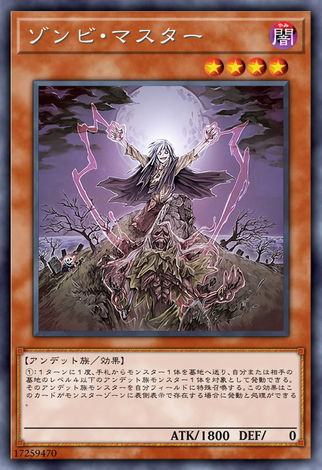 ゾンビ・マスター
やみ
闇
【アンデット族／効果】
①：１ターンに１度、手札からモンスター１体を墓地へ送り、自分または相手の
墓地のレベル４以下のアンデット族モンスター１体を対象として発動できる。
そのアンデット族モンスターを自分フィールドに特殊召喚する。この効果はこ
のカードがモンスターゾーンに表側表示で存在する場合に発動と処理ができる
ATK/1800 DEF/ 0
17259470